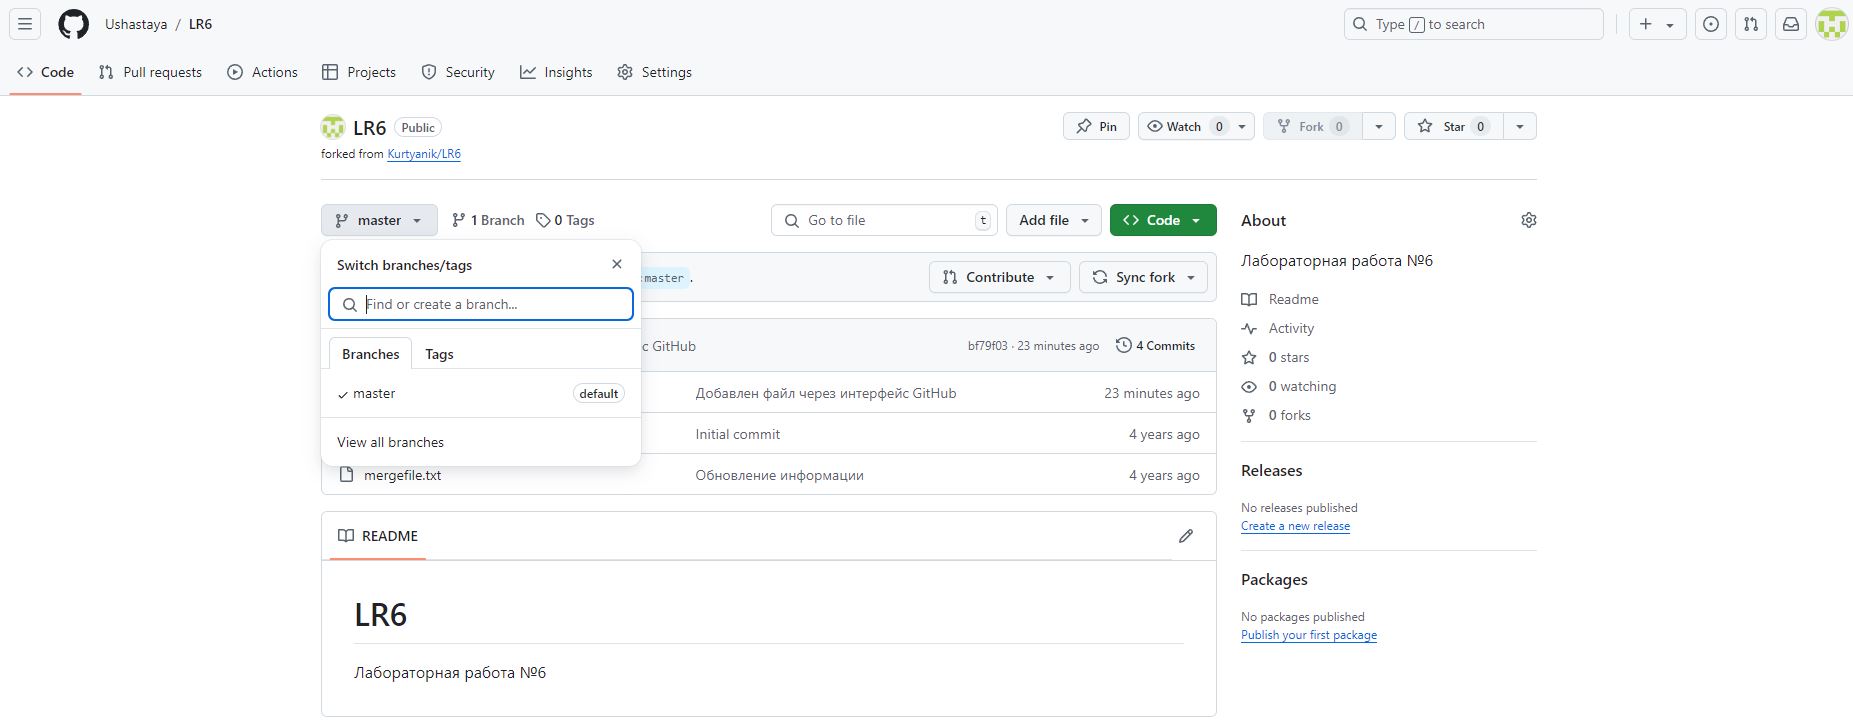 Ushastaya / LR6
Type / to search
Code Pull requests Actions Projects Security Insights Settings
LR6 Public
Pin Watch 0 Fork 0 Star 0
forked from Kurtyanik/LR6
master 1 Branch 0 Tags
Go to file t Add file Code
Switch branches/tags
Find or create a branch...
Branches Tags
master default
View all branches
:master .
Contribute Sync fork
с GitHub bf79f03 · 23 minutes ago 4 Commits
Добавлен файл через интерфейс GitHub 23 minutes ago
Initial commit 4 years ago
mergefile.txt Обновление информации 4 years ago
README
LR6
Лабораторная работа №6
About
Лабораторная работа №6
Readme
Activity
0 stars
0 watching
0 forks
Releases
No releases published
Create a new release
Packages
No packages published
Publish your first package